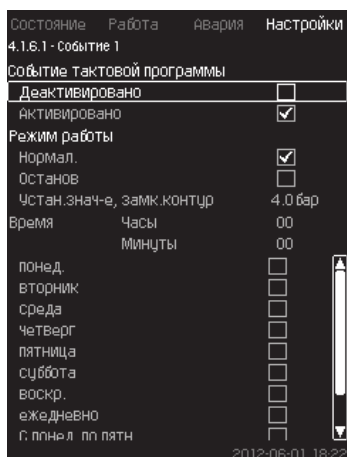 Состояние Работа Авария Настройки
4.1.6.1 - Событие 1
Событие тактовой программы
Деактивировано
Активировано
Режим работы
Нормал.
Останов
Устан.знач-е, замк.контур 4.0 бар
Время Часы 00
Минуты 00
понед.
вторник
среда
четверг
пятница
суббота
воскр.
ежедневно
С понед. по пятн
2012-06-01 18:22